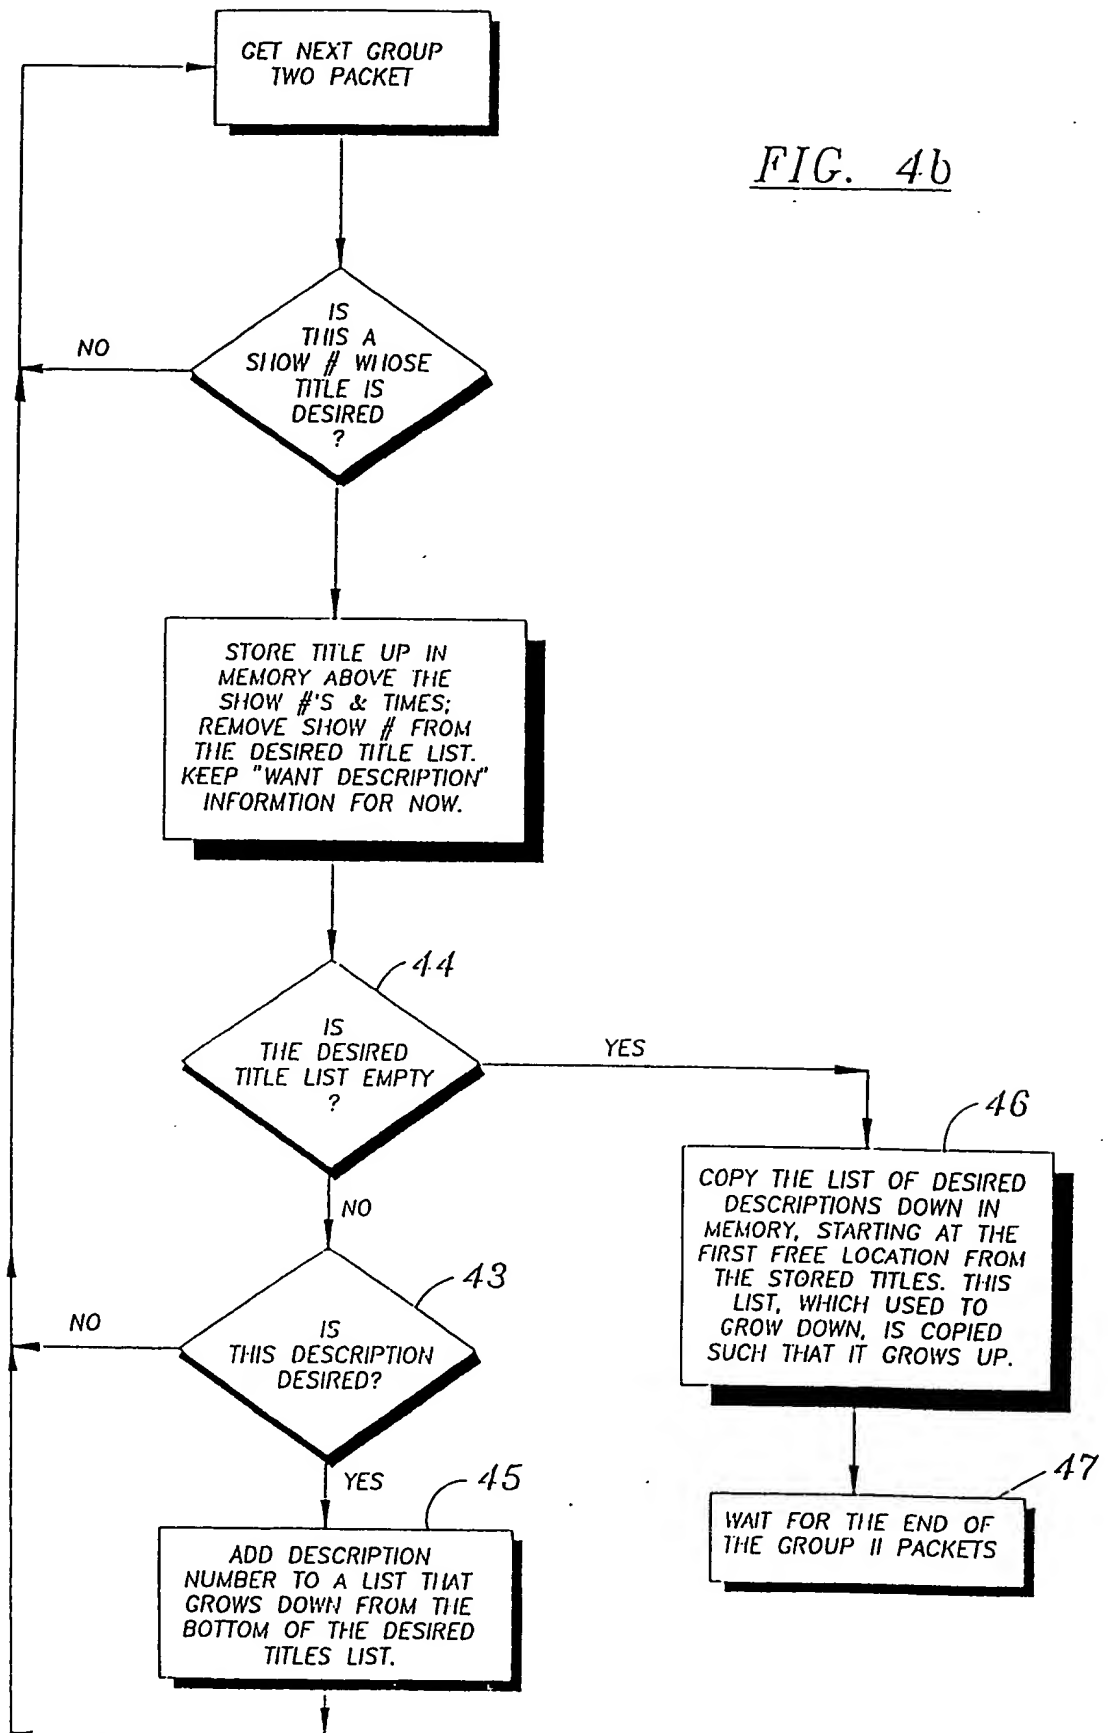 GET NEXT GROUP
TWO PACKET
FIG. 4b
IS
THIS A
SHOW # WHOSE
TITLE IS
DESIRED
?
NO
STORE TITLE UP IN
MEMORY ABOVE THE
SHOW #'S & TIMES;
REMOVE SHOW # FROM
THE DESIRED TITLE LIST.
KEEP "WANT DESCRIPTION"
INFORMTION FOR NOW.
44
IS
THE DESIRED
TITLE LIST EMPTY
?
YES
NO
46
COPY THE LIST OF DESIRED
DESCRIPTIONS DOWN IN
MEMORY, STARTING AT THE
FIRST FREE LOCATION FROM
THE STORED TITLES. THIS
LIST, WHICH USED TO
GROW DOWN, IS COPIED
SUCH THAT IT GROWS UP.
43
IS
THIS DESCRIPTION
DESIRED?
NO
YES
45
ADD DESCRIPTION
NUMBER TO A LIST THAT
GROWS DOWN FROM THE
BOTTOM OF THE DESIRED
TITLES LIST.
47
WAIT FOR THE END OF
THE GROUP II PACKETS